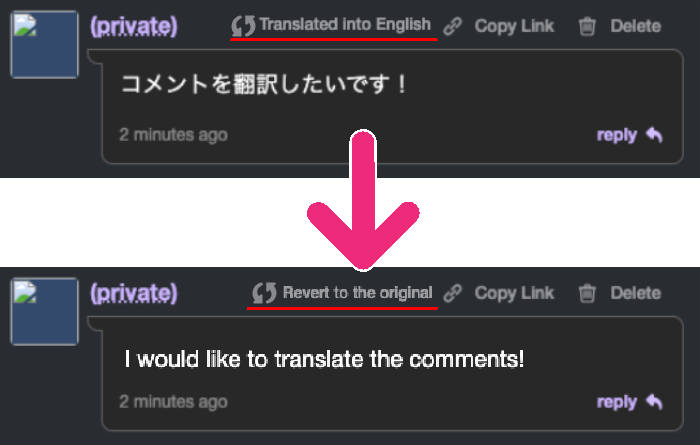 (private) Translated into English Copy Link Delete
コメントを翻訳したいです！
2 minutes ago reply
(private) Revert to the original Copy Link Delete
I would like to translate the comments!
2 minutes ago reply